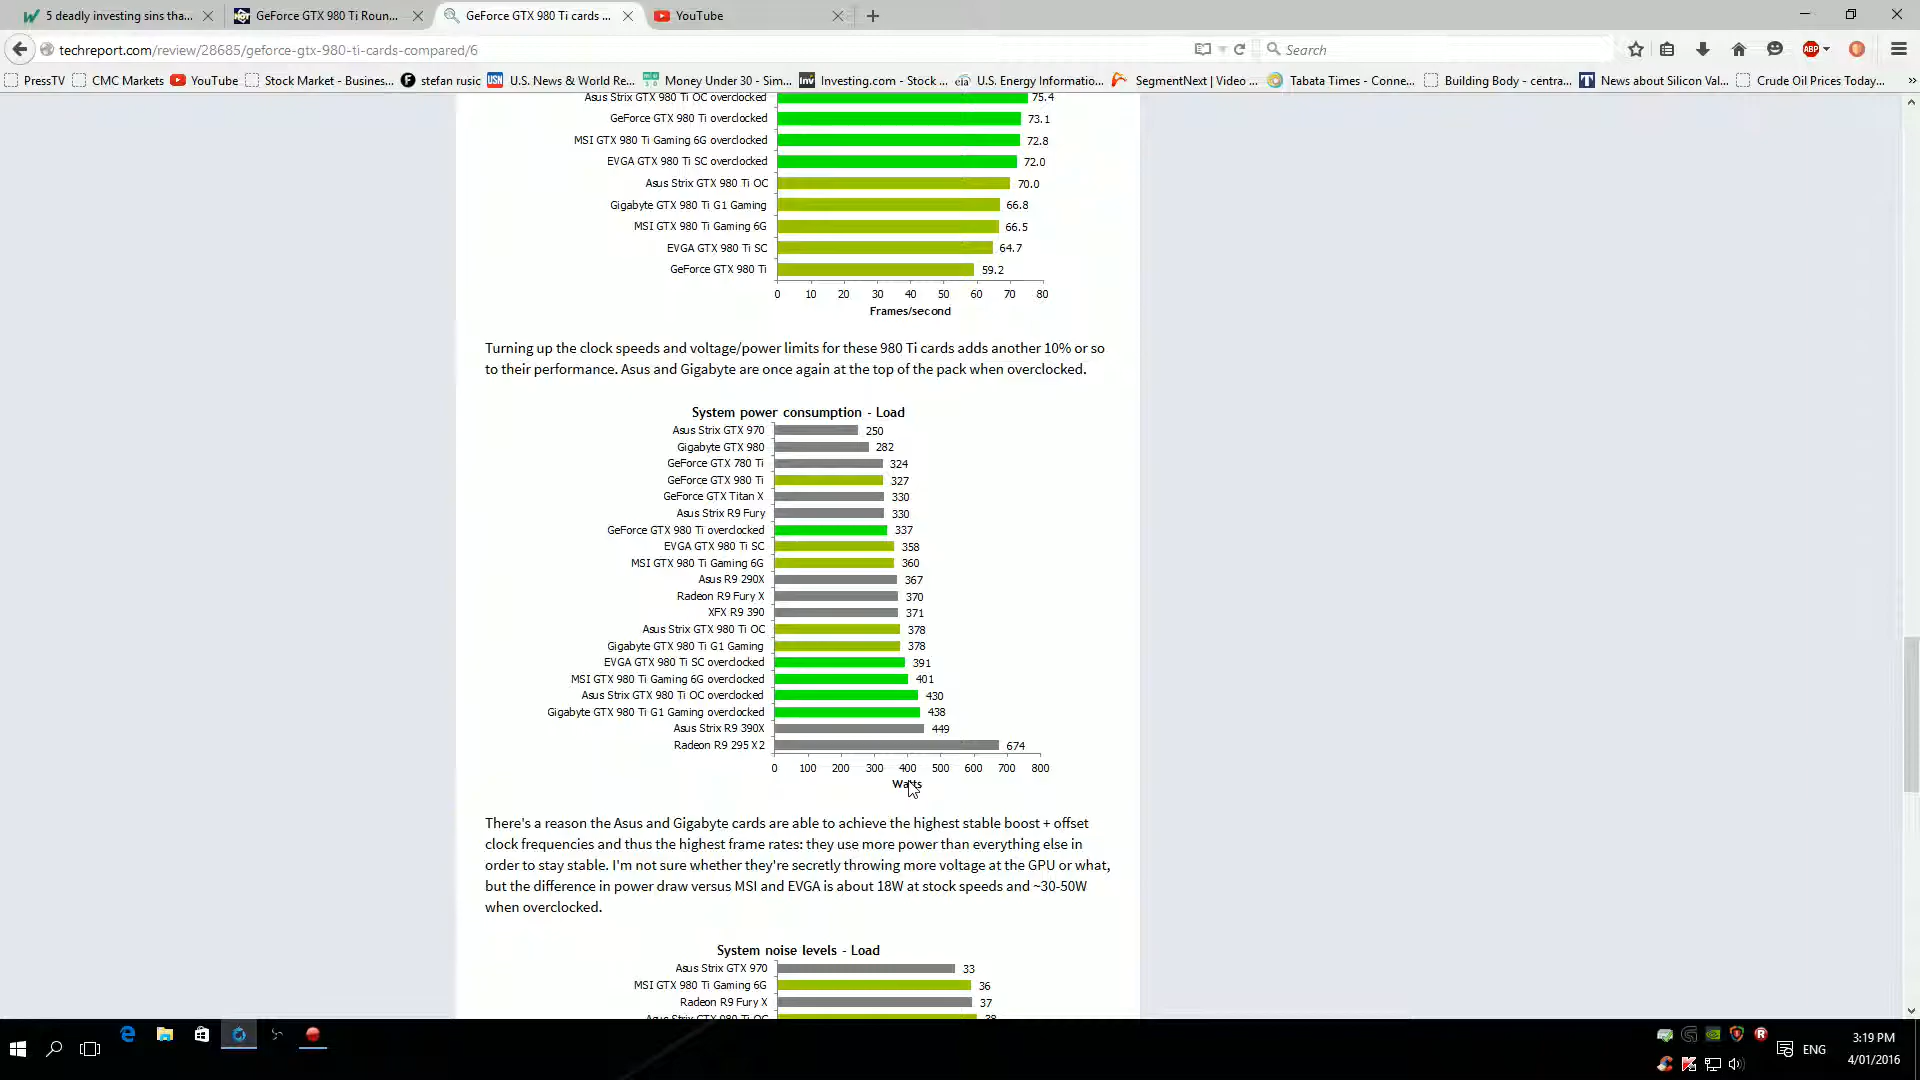 5 deadly investing sins tha...
GeForce GTX 980 Ti Roun...
GeForce GTX 980 Ti cards ...
YouTube
techreport.com/review/28685/geforce-gtx-980-ti-cards-compared/6
Search
ABP
PressTV
CMC Markets
YouTube
Stock Market - Busines...
stefan rusic
U.S. News & World Re...
Money Under 30 - Sim...
Investing.com - Stock ...
U.S. Energy Informatio...
SegmentNext | Video ...
Tabata Times - Conne...
Building Body - centra...
News about Silicon Val...
Crude Oil Prices Today...
Asus Strix GTX 980 Ti OC overclocked 75.4
GeForce GTX 980 Ti overclocked 73.1
MSI GTX 980 Ti Gaming 6G overclocked 72.8
EVGA GTX 980 Ti SC overclocked 72.0
Asus Strix GTX 980 Ti OC 70.0
Gigabyte GTX 980 Ti G1 Gaming 66.8
MSI GTX 980 Ti Gaming 6G 66.5
EVGA GTX 980 Ti SC 64.7
GeForce GTX 980 Ti 59.2
0 10 20 30 40 50 60 70 80
Frames/second
Turning up the clock speeds and voltage/power limits for these 980 Ti cards adds another 10% or so
to their performance. Asus and Gigabyte are once again at the top of the pack when overclocked.
System power consumption - Load
Asus Strix GTX 970 250
Gigabyte GTX 980 282
GeForce GTX 780 Ti 324
GeForce GTX 980 Ti 327
GeForce GTX Titan X 330
Asus Strix R9 Fury 330
GeForce GTX 980 Ti overclocked 337
EVGA GTX 980 Ti SC 358
MSI GTX 980 Ti Gaming 6G 360
Asus R9 290X 367
Radeon R9 Fury X 370
XFX R9 390 371
Asus Strix GTX 980 Ti OC 378
Gigabyte GTX 980 Ti G1 Gaming 378
EVGA GTX 980 Ti SC overclocked 391
MSI GTX 980 Ti Gaming 6G overclocked 401
Asus Strix GTX 980 Ti OC overclocked 430
Gigabyte GTX 980 Ti G1 Gaming overclocked 438
Asus Strix R9 390X 449
Radeon R9 295 X2 674
0 100 200 300 400 500 600 700 800
Watts
There's a reason the Asus and Gigabyte cards are able to achieve the highest stable boost + offset
clock frequencies and thus the highest frame rates: they use more power than everything else in
order to stay stable. I'm not sure whether they're secretly throwing more voltage at the GPU or what,
but the difference in power draw versus MSI and EVGA is about 18W at stock speeds and ~30-50W
when overclocked.
System noise levels - Load
Asus Strix GTX 970 33
MSI GTX 980 Ti Gaming 6G 36
Radeon R9 Fury X 37
Asus Strix GTX 980 Ti OC 38
ENG
3:19 PM
4/01/2016